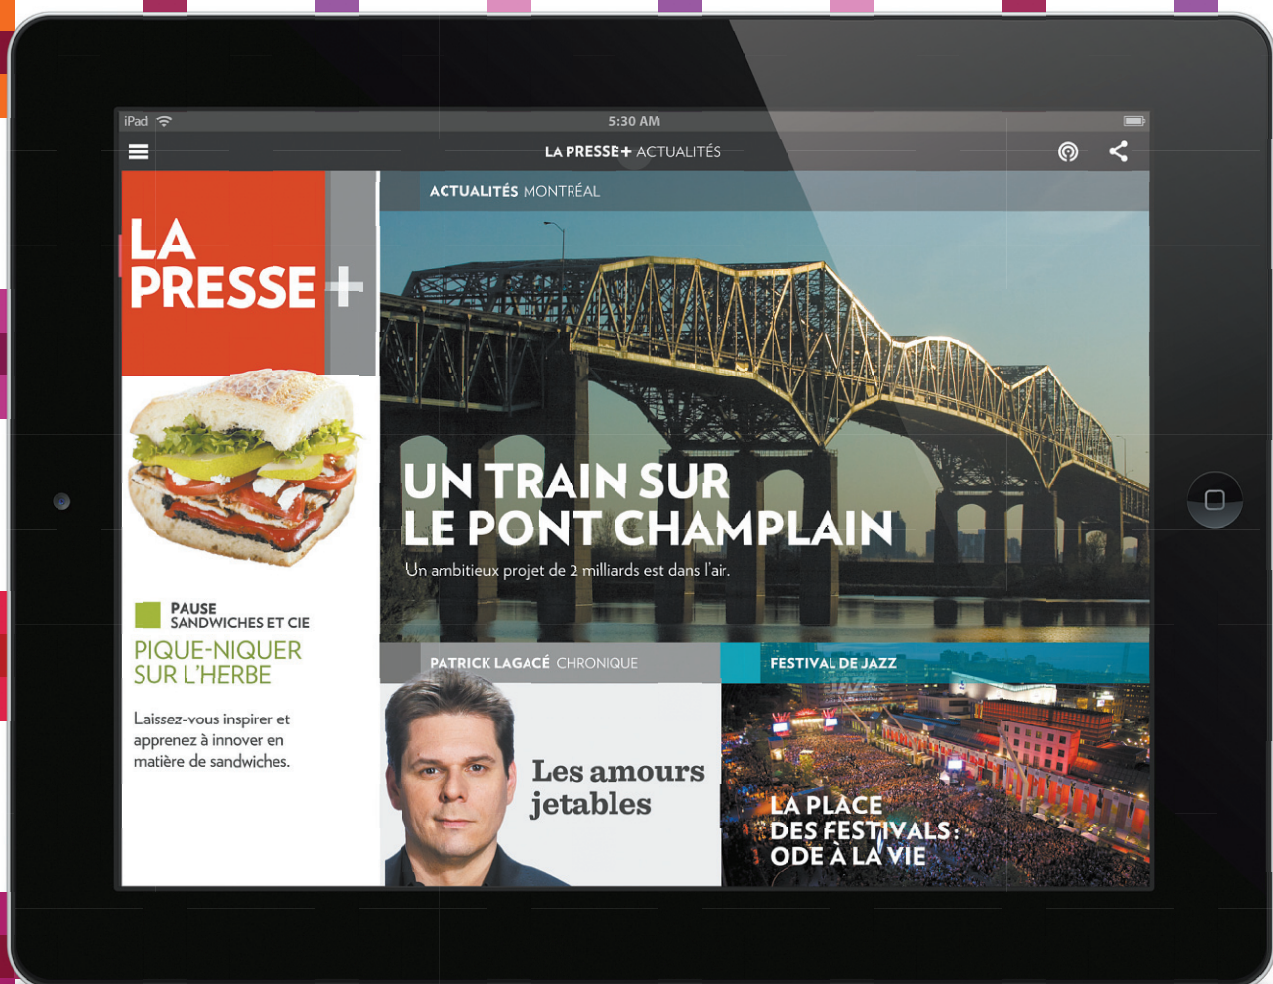 iPad
5:30 AM
LA PRESSE+ ACTUALITÉS
LA
PRESSE+
ACTUALITÉS MONTRÉAL
UN TRAIN SUR
LE PONT CHAMPLAIN
Un ambitieux projet de 2 milliards est dans l'air.
PAUSE
SANDWICHES ET CIE
PIQUE-NIQUER
SUR L'HERBE
Laissez-vous inspirer et
apprenez à innover en
matière de sandwiches.
PATRICK LAGACÉ CHRONIQUE
Les amours
jetables
FESTIVAL DE JAZZ
JAZZ
LA PLACE
DES FESTIVALS :
ODE À LA VIE